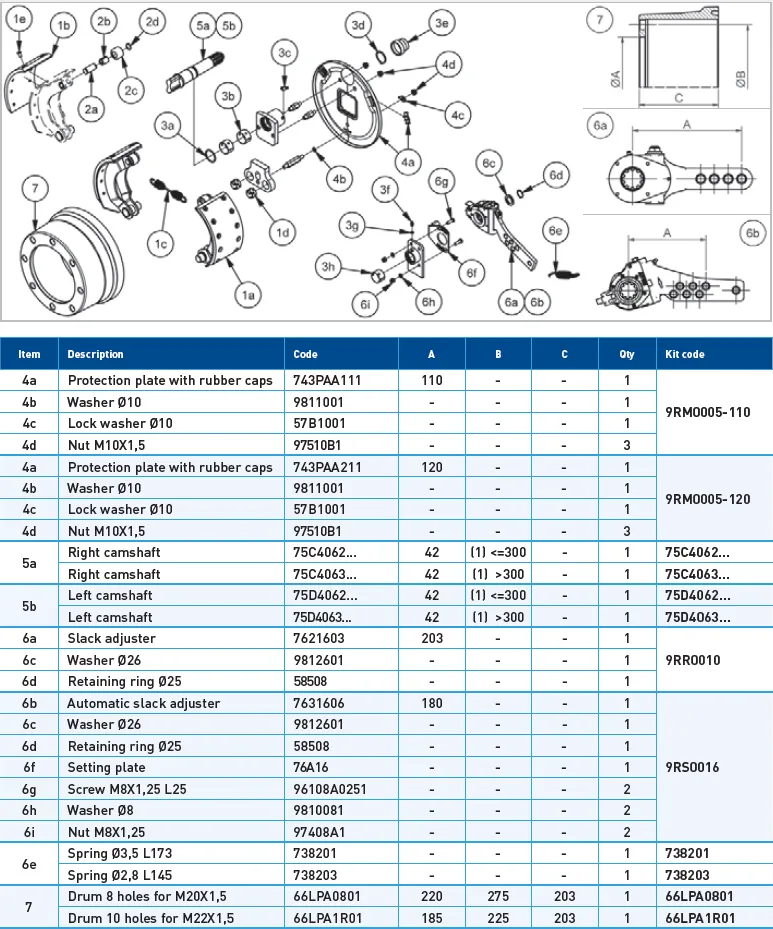 1e
1b
2b
2d
2a
2c
5a 5b
3c
3d
3e
4d
4c
3b
3a
4a
4b
7
1c
1d
1a
3f
6g
6c
6d
3g
3h
6f
6e
6i
6h
6a 6b
7
ØA
ØB
C
6a
A
6b
A
Item Description Code A B C Qty Kit code
4a Protection plate with rubber caps 743PAA111 110 - - 1
4b Washer Ø10 9811001 - - - 1
9RM0005-110
4c Lock washer Ø10 57B1001 - - - 1
4d Nut M10X1,5 97510B1 - - - 3
4a Protection plate with rubber caps 743PAA211 120 - - 1
4b Washer Ø10 9811001 - - - 1
9RM0005-120
4c Lock washer Ø10 57B1001 - - - 1
4d Nut M10X1,5 97510B1 - - - 3
5a
Right camshaft 75C4062... 42 (1) <=300 - 1 75C4062...
Right camshaft 75C4063... 42 (1) >300 - 1 75C4063...
5b
Left camshaft 75D4062... 42 (1) <=300 - 1 75D4062...
Left camshaft 75D4063... 42 (1) >300 - 1 75D4063...
6a Slack adjuster 7621603 203 - - 1
6c Washer Ø26 9812601 - - - 1 9RR0010
6d Retaining ring Ø25 58508 - - - 1
6b Automatic slack adjuster 7631606 180 - - 1
6c Washer Ø26 9812601 - - - 1
6d Retaining ring Ø25 58508 - - - 1
6f Setting plate 76A16 - - - 1 9RS0016
6g Screw M8X1,25 L25 96108A0251 - - - 2
6h Washer Ø8 9810081 - - - 2
6i Nut M8X1,25 97408A1 - - - 2
6e
Spring Ø3,5 L173 738201 - - - 1 738201
Spring Ø2,8 L145 738203 - - - 1 738203
7
Drum 8 holes for M20X1,5 66LPA0801 220 275 203 1 66LPA0801
Drum 10 holes for M22X1,5 66LPA1R01 185 225 203 1 66LPA1R01